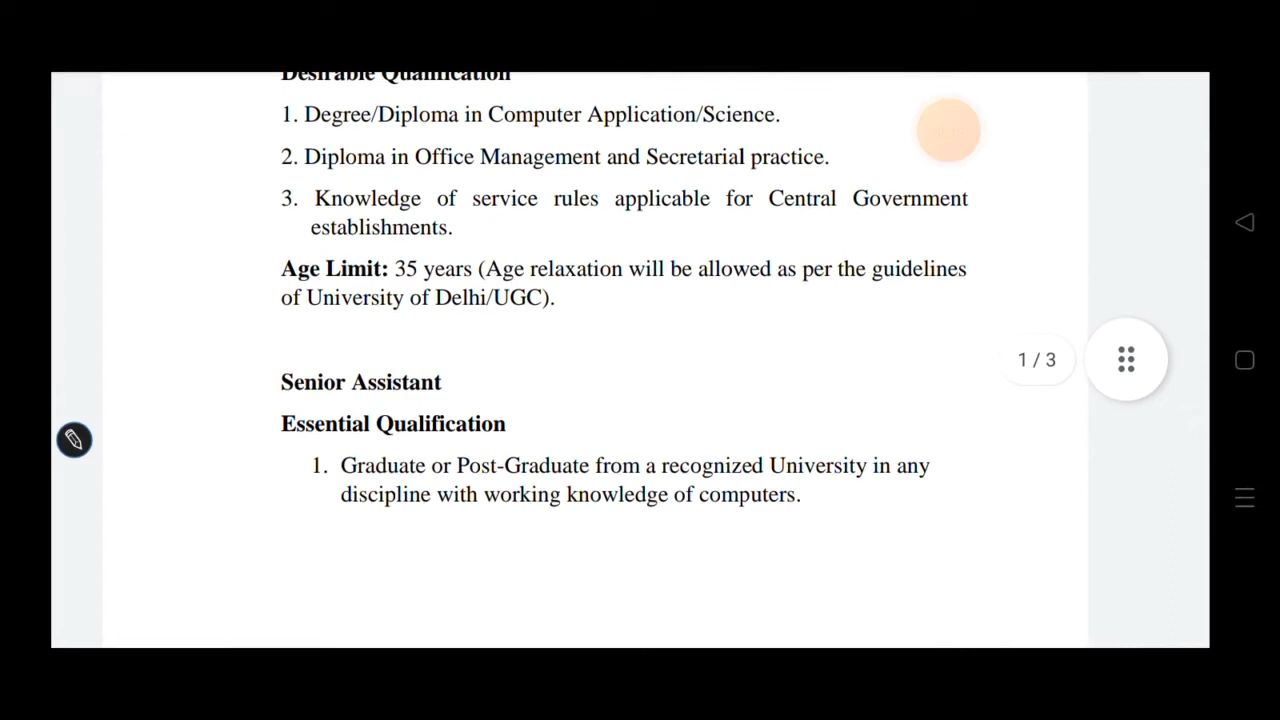 Desirable Qualification
1. Degree/Diploma in Computer Application/Science.
2. Diploma in Office Management and Secretarial practice.
3. Knowledge of service rules applicable for Central Government
establishments.
Age Limit: 35 years (Age relaxation will be allowed as per the guidelines
of University of Delhi/UGC).
1 / 3
Senior Assistant
Essential Qualification
1. Graduate or Post-Graduate from a recognized University in any
discipline with working knowledge of computers.